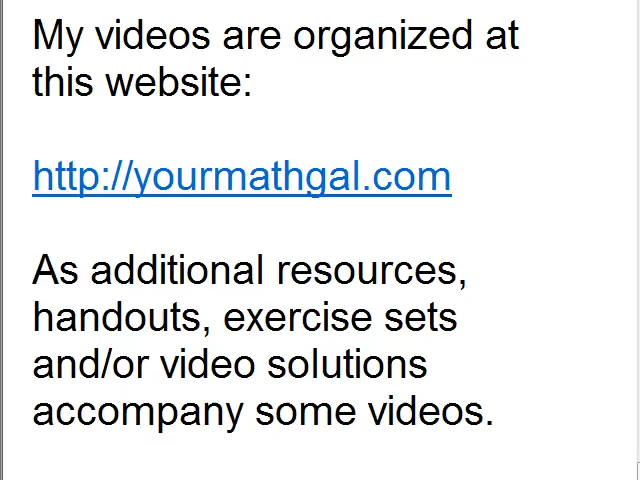 My videos are organized at
this website:
http://yourmathgal.com
As additional resources,
handouts, exercise sets
and/or video solutions
accompany some videos.